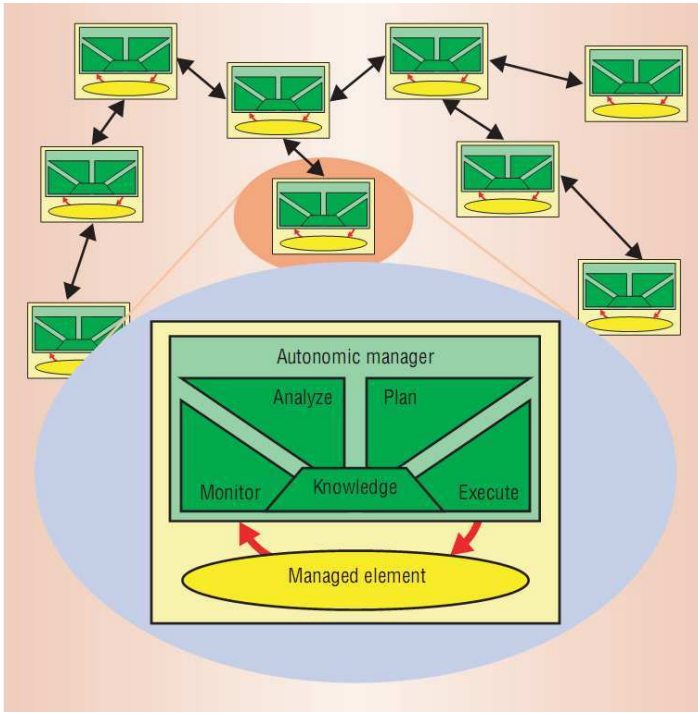 Autonomic manager
Analyze Plan
Monitor Knowledge Execute
Managed element